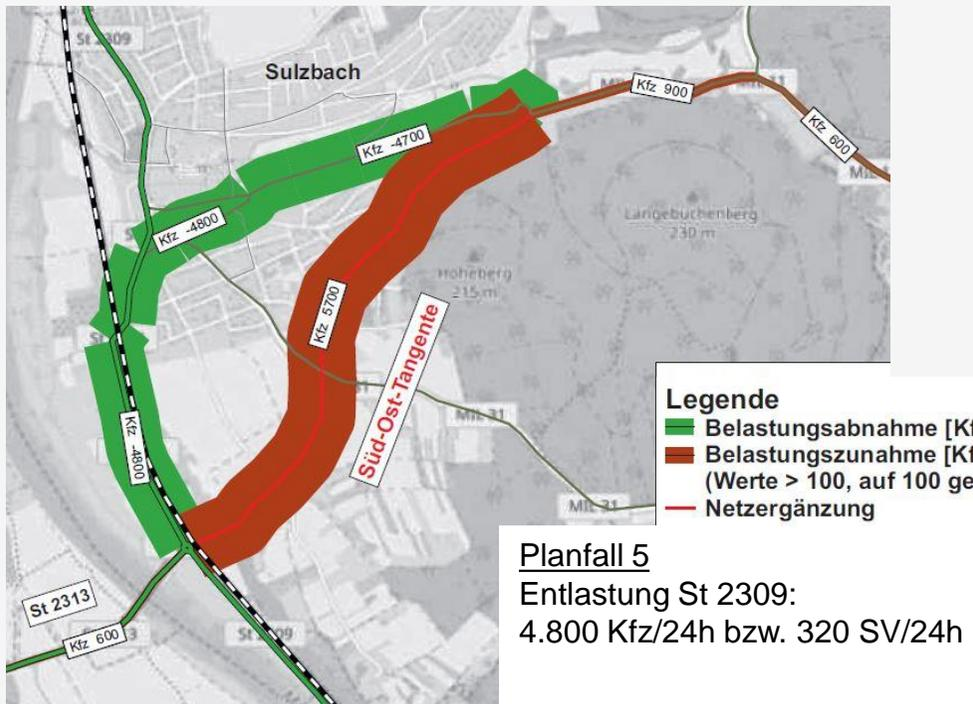 St 2309
Sulzbach
Kfz 900
Kfz -4700
Kfz 600
MIL
Kfz -4800
Langebuchenberg
230 m
Hoheberg
215 m
Kfz 5700
Süd-Ost-Tangente
MIL 31
Kfz -4800
MIL 31
St 2313
Kfz 600
Legende
Belastungsabnahme [Kf
Belastungszunahme [Kf
(Werte > 100, auf 100 ge
Netzergänzung
Planfall 5
Entlastung St 2309:
4.800 Kfz/24h bzw. 320 SV/24h